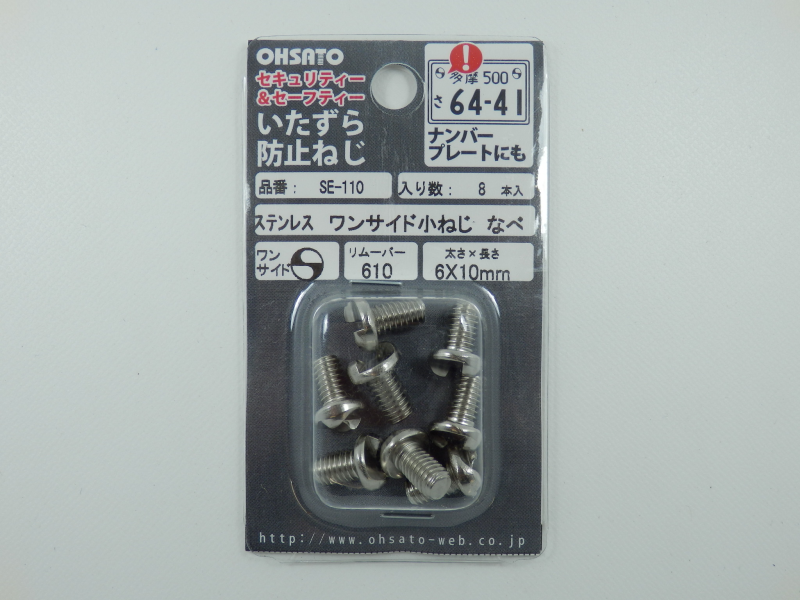 OHSATO
セキュリティー
&セーフティー
いたずら
防止ねじ
!
多摩 500
さ 64-41
ナンバー
プレートにも
品番: SE-110
入り数: 8 本入
ステンレス ワンサイド小ねじ なべ
ワン
サイド
リムーバー
610
太さ×長さ
6X10mm
http://www.ohsato-web.co.jp